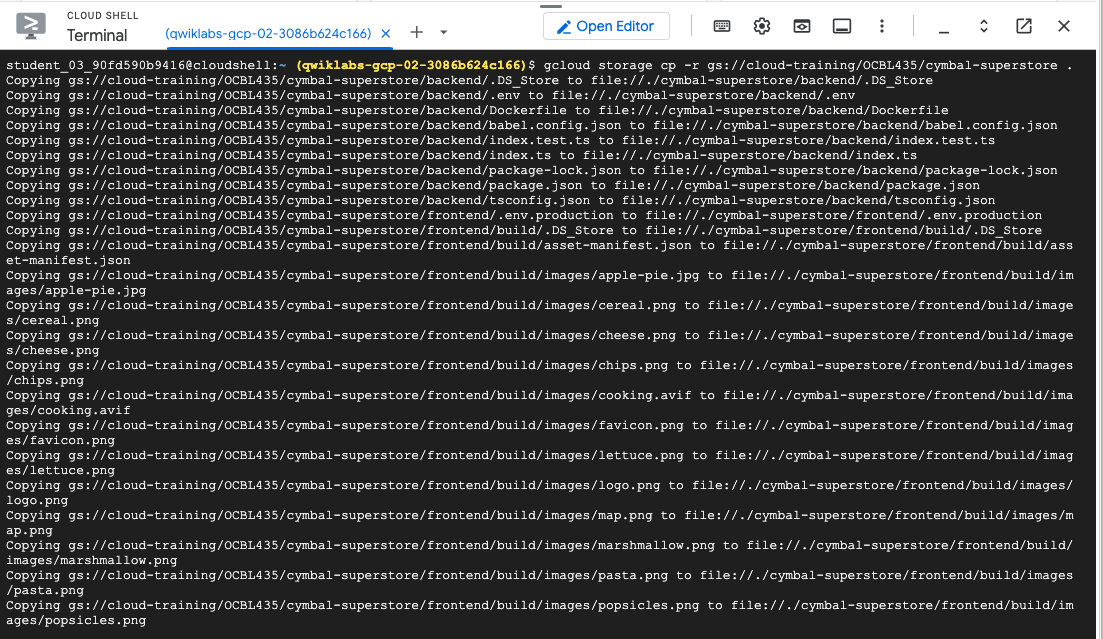 CLOUD SHELL
Terminal
(qwiklabs-gcp-02-3086b624c166)
Open Editor
student_03_90fd590b9416@cloudshell:~ (qwiklabs-gcp-02-3086b624c166)$ gcloud storage cp -r gs://cloud-training/OCBL435/cymbal-superstore .
Copying gs://cloud-training/OCBL435/cymbal-superstore/backend/.DS_Store to file://./cymbal-superstore/backend/.DS_Store
Copying gs://cloud-training/OCBL435/cymbal-superstore/backend/.env to file://./cymbal-superstore/backend/.env
Copying gs://cloud-training/OCBL435/cymbal-superstore/backend/Dockerfile to file://./cymbal-superstore/backend/Dockerfile
Copying gs://cloud-training/OCBL435/cymbal-superstore/backend/babel.config.json to file://./cymbal-superstore/backend/babel.config.json
Copying gs://cloud-training/OCBL435/cymbal-superstore/backend/index.test.ts to file://./cymbal-superstore/backend/index.test.ts
Copying gs://cloud-training/OCBL435/cymbal-superstore/backend/index.ts to file://./cymbal-superstore/backend/index.ts
Copying gs://cloud-training/OCBL435/cymbal-superstore/backend/package-lock.json to file://./cymbal-superstore/backend/package-lock.json
Copying gs://cloud-training/OCBL435/cymbal-superstore/backend/package.json to file://./cymbal-superstore/backend/package.json
Copying gs://cloud-training/OCBL435/cymbal-superstore/backend/tsconfig.json to file://./cymbal-superstore/backend/tsconfig.json
Copying gs://cloud-training/OCBL435/cymbal-superstore/frontend/.env.production to file://./cymbal-superstore/frontend/.env.production
Copying gs://cloud-training/OCBL435/cymbal-superstore/frontend/build/.DS_Store to file://./cymbal-superstore/frontend/build/.DS_Store
Copying gs://cloud-training/OCBL435/cymbal-superstore/frontend/build/asset-manifest.json to file://./cymbal-superstore/frontend/build/ass
et-manifest.json
Copying gs://cloud-training/OCBL435/cymbal-superstore/frontend/build/images/apple-pie.jpg to file://./cymbal-superstore/frontend/build/im
ages/apple-pie.jpg
Copying gs://cloud-training/OCBL435/cymbal-superstore/frontend/build/images/cereal.png to file://./cymbal-superstore/frontend/build/image
s/cereal.png
Copying gs://cloud-training/OCBL435/cymbal-superstore/frontend/build/images/cheese.png to file://./cymbal-superstore/frontend/build/image
s/cheese.png
Copying gs://cloud-training/OCBL435/cymbal-superstore/frontend/build/images/chips.png to file://./cymbal-superstore/frontend/build/images
/chips.png
Copying gs://cloud-training/OCBL435/cymbal-superstore/frontend/build/images/cooking.avif to file://./cymbal-superstore/frontend/build/ima
ges/cooking.avif
Copying gs://cloud-training/OCBL435/cymbal-superstore/frontend/build/images/favicon.png to file://./cymbal-superstore/frontend/build/imag
es/favicon.png
Copying gs://cloud-training/OCBL435/cymbal-superstore/frontend/build/images/lettuce.png to file://./cymbal-superstore/frontend/build/imag
es/lettuce.png
Copying gs://cloud-training/OCBL435/cymbal-superstore/frontend/build/images/logo.png to file://./cymbal-superstore/frontend/build/images/
logo.png
Copying gs://cloud-training/OCBL435/cymbal-superstore/frontend/build/images/map.png to file://./cymbal-superstore/frontend/build/images/m
ap.png
Copying gs://cloud-training/OCBL435/cymbal-superstore/frontend/build/images/marshmallow.png to file://./cymbal-superstore/frontend/build/
images/marshmallow.png
Copying gs://cloud-training/OCBL435/cymbal-superstore/frontend/build/images/pasta.png to file://./cymbal-superstore/frontend/build/images
/pasta.png
Copying gs://cloud-training/OCBL435/cymbal-superstore/frontend/build/images/popsicles.png to file://./cymbal-superstore/frontend/build/im
ages/popsicles.png